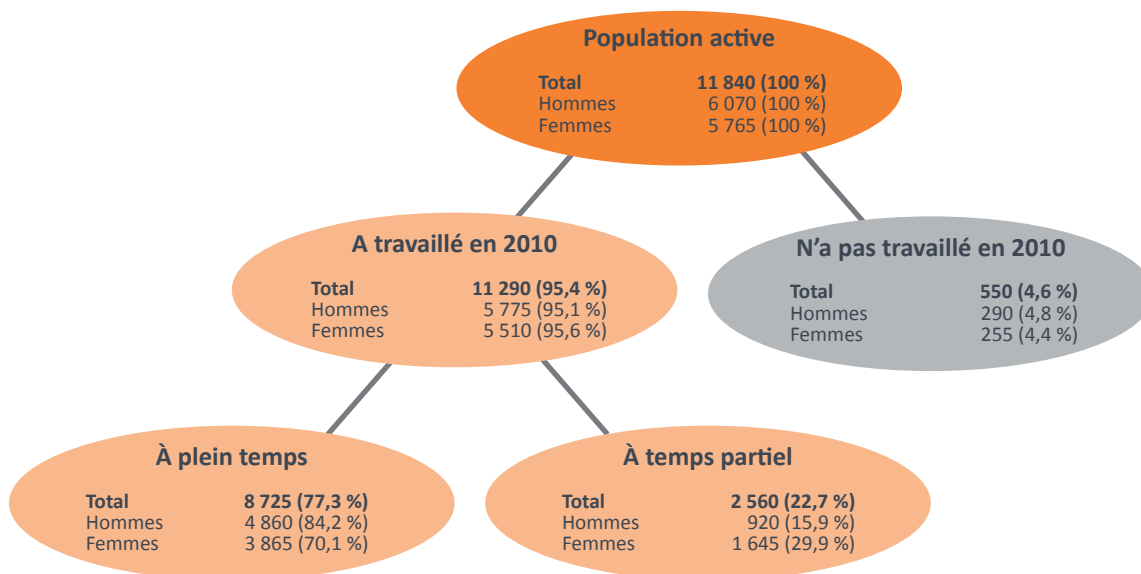 Population active
Total 11 840 (100 %)
Hommes 6 070 (100 %)
Femmes 5 765 (100 %)
A travaillé en 2010
Total 11 290 (95,4 %)
Hommes 5 775 (95,1 %)
Femmes 5 510 (95,6 %)
N'a pas travaillé en 2010
Total 550 (4,6 %)
Hommes 290 (4,8 %)
Femmes 255 (4,4 %)
À plein temps
Total 8 725 (77,3 %)
Hommes 4 860 (84,2 %)
Femmes 3 865 (70,1 %)
À temps partiel
Total 2 560 (22,7 %)
Hommes 920 (15,9 %)
Femmes 1 645 (29,9 %)